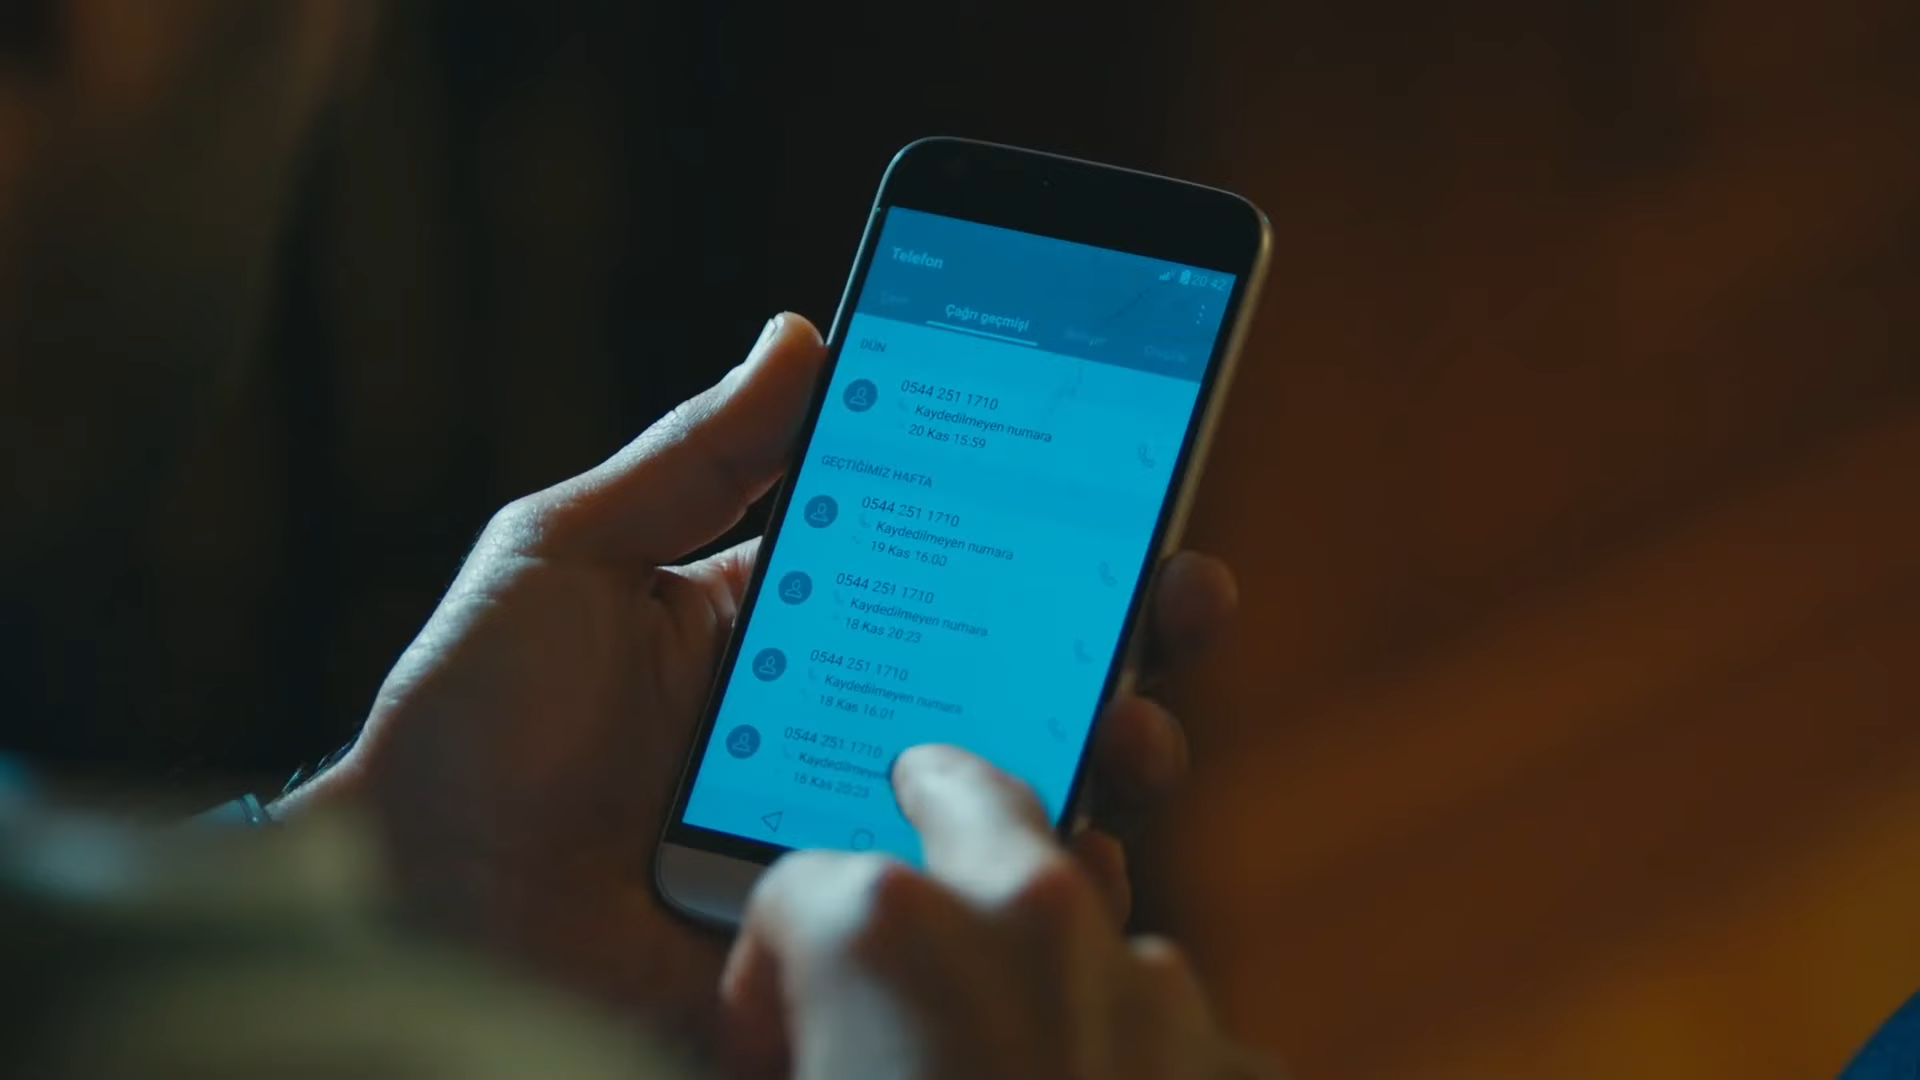 Telefon
20:42
Çağrı geçmişi
DÜN
0544 251 1710
Kaydedilmeyen numara
20 Kas 15:59
GEÇTİĞİMİZ HAFTA
0544 251 1710
Kaydedilmeyen numara
19 Kas 16:00
0544 251 1710
Kaydedilmeyen numara
18 Kas 20:23
0544 251 1710
Kaydedilmeyen numara
18 Kas 16:01
0544 251 1710